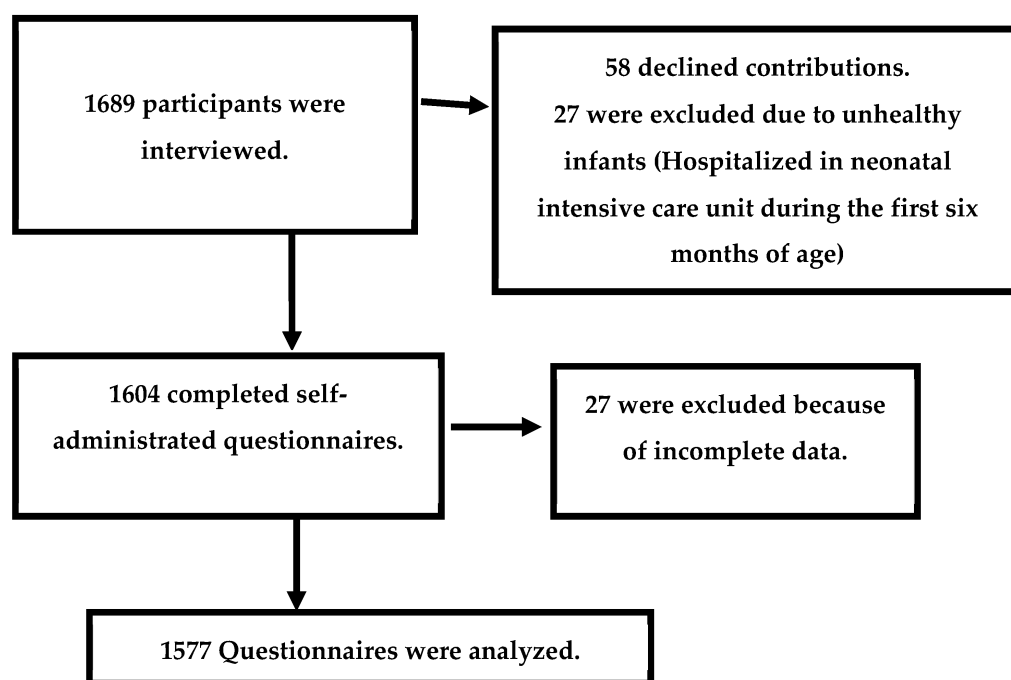 1689 participants were
interviewed.
58 declined contributions.
27 were excluded due to unhealthy
infants (Hospitalized in neonatal
intensive care unit during the first six
months of age)
1604 completed self-
administrated questionnaires.
27 were excluded because
of incomplete data.
1577 Questionnaires were analyzed.